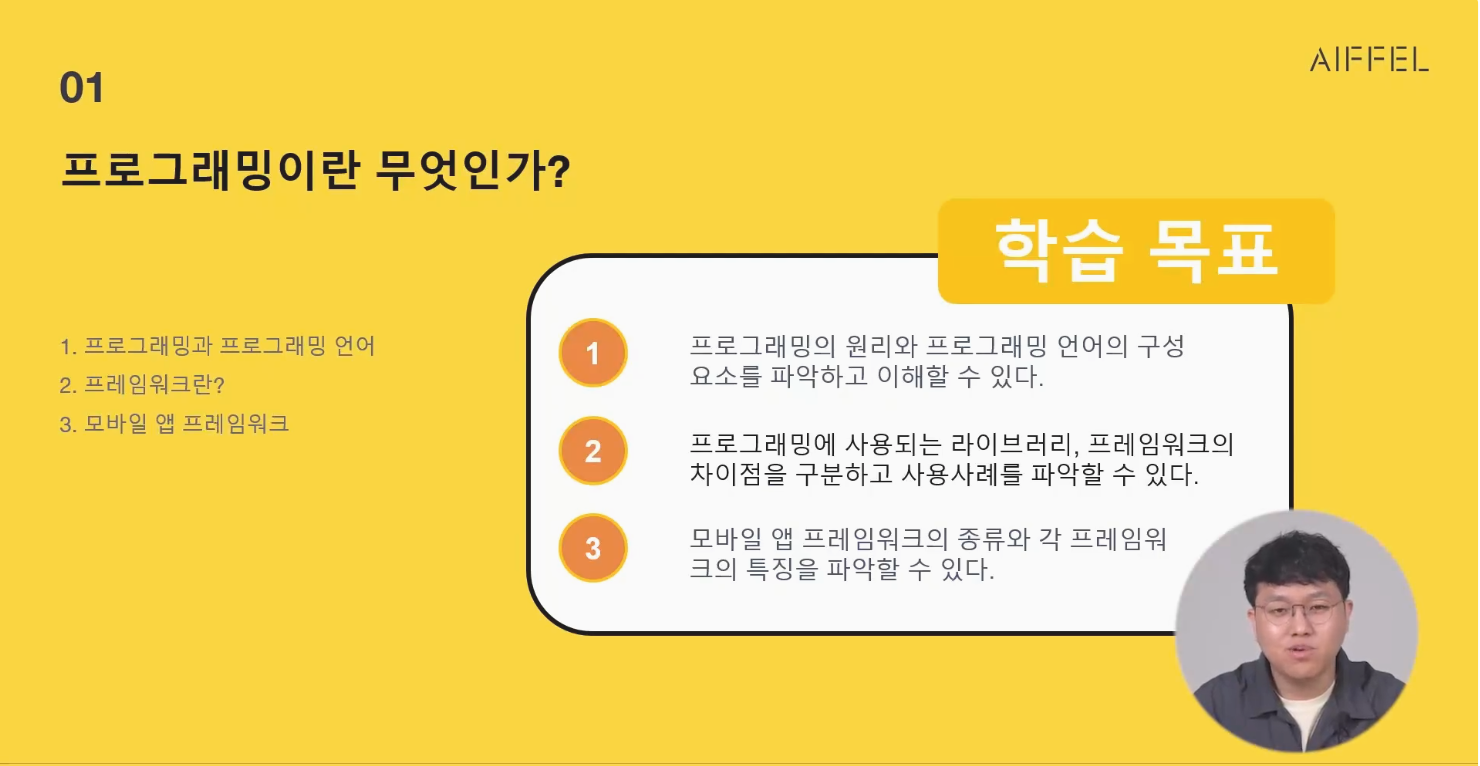 AIFFEL
01
프로그래밍이란 무엇인가?
학습 목표
1. 프로그래밍과 프로그래밍 언어
2. 프레임워크란?
3. 모바일 앱 프레임워크
1
프로그래밍의 원리와 프로그래밍 언어의 구성
요소를 파악하고 이해할 수 있다.
2
프로그래밍에 사용되는 라이브러리, 프레임워크의
차이점을 구분하고 사용사례를 파악할 수 있다.
3
모바일 앱 프레임워크의 종류와 각 프레임워
크의 특징을 파악할 수 있다.